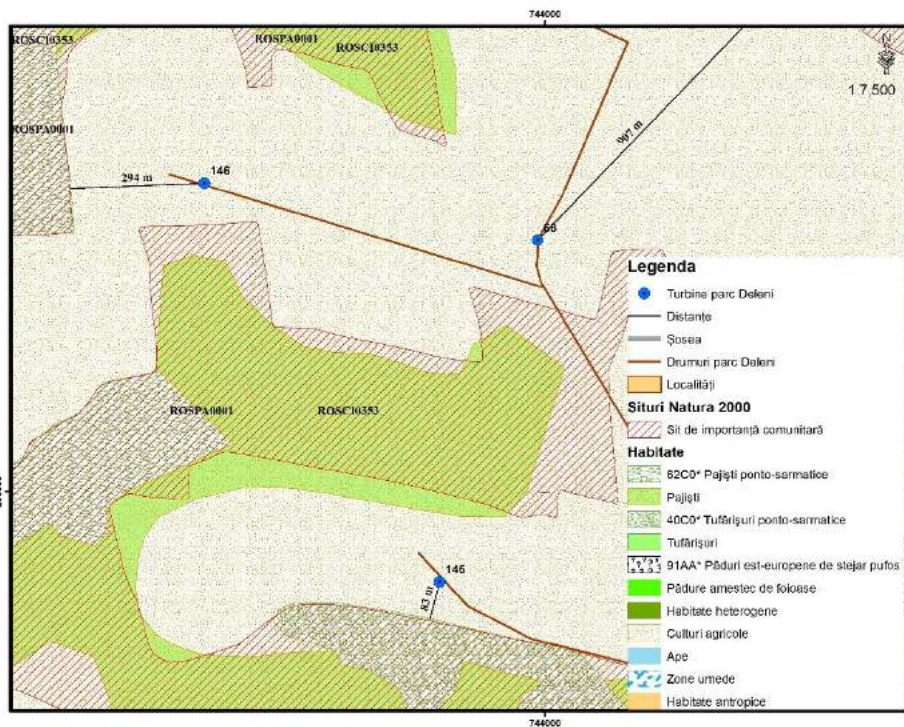 744000
ROSCI0353
ROSPA0001
ROSCI0353
1:7,500
ROSPA0001
907 m
294 m
146
66
Legenda
Turbine parc Deleni
Distanțe
Șosea
Drumuri parc Deleni
Localități
Situri Natura 2000
Sit de importanță comunitară
Habitate
62C0* Pajiști ponto-sarmatice
Pajiști
40C0* Tufărișuri ponto-sarmatice
Tufărișuri
91AA* Păduri est-europene de stejar pufos
Pădure amestec de foioase
Habitate heterogene
Culturi agricole
Ape
Zone umede
Habitate antropice
ROSPA0001
ROSCI0353
145
83 m
744000